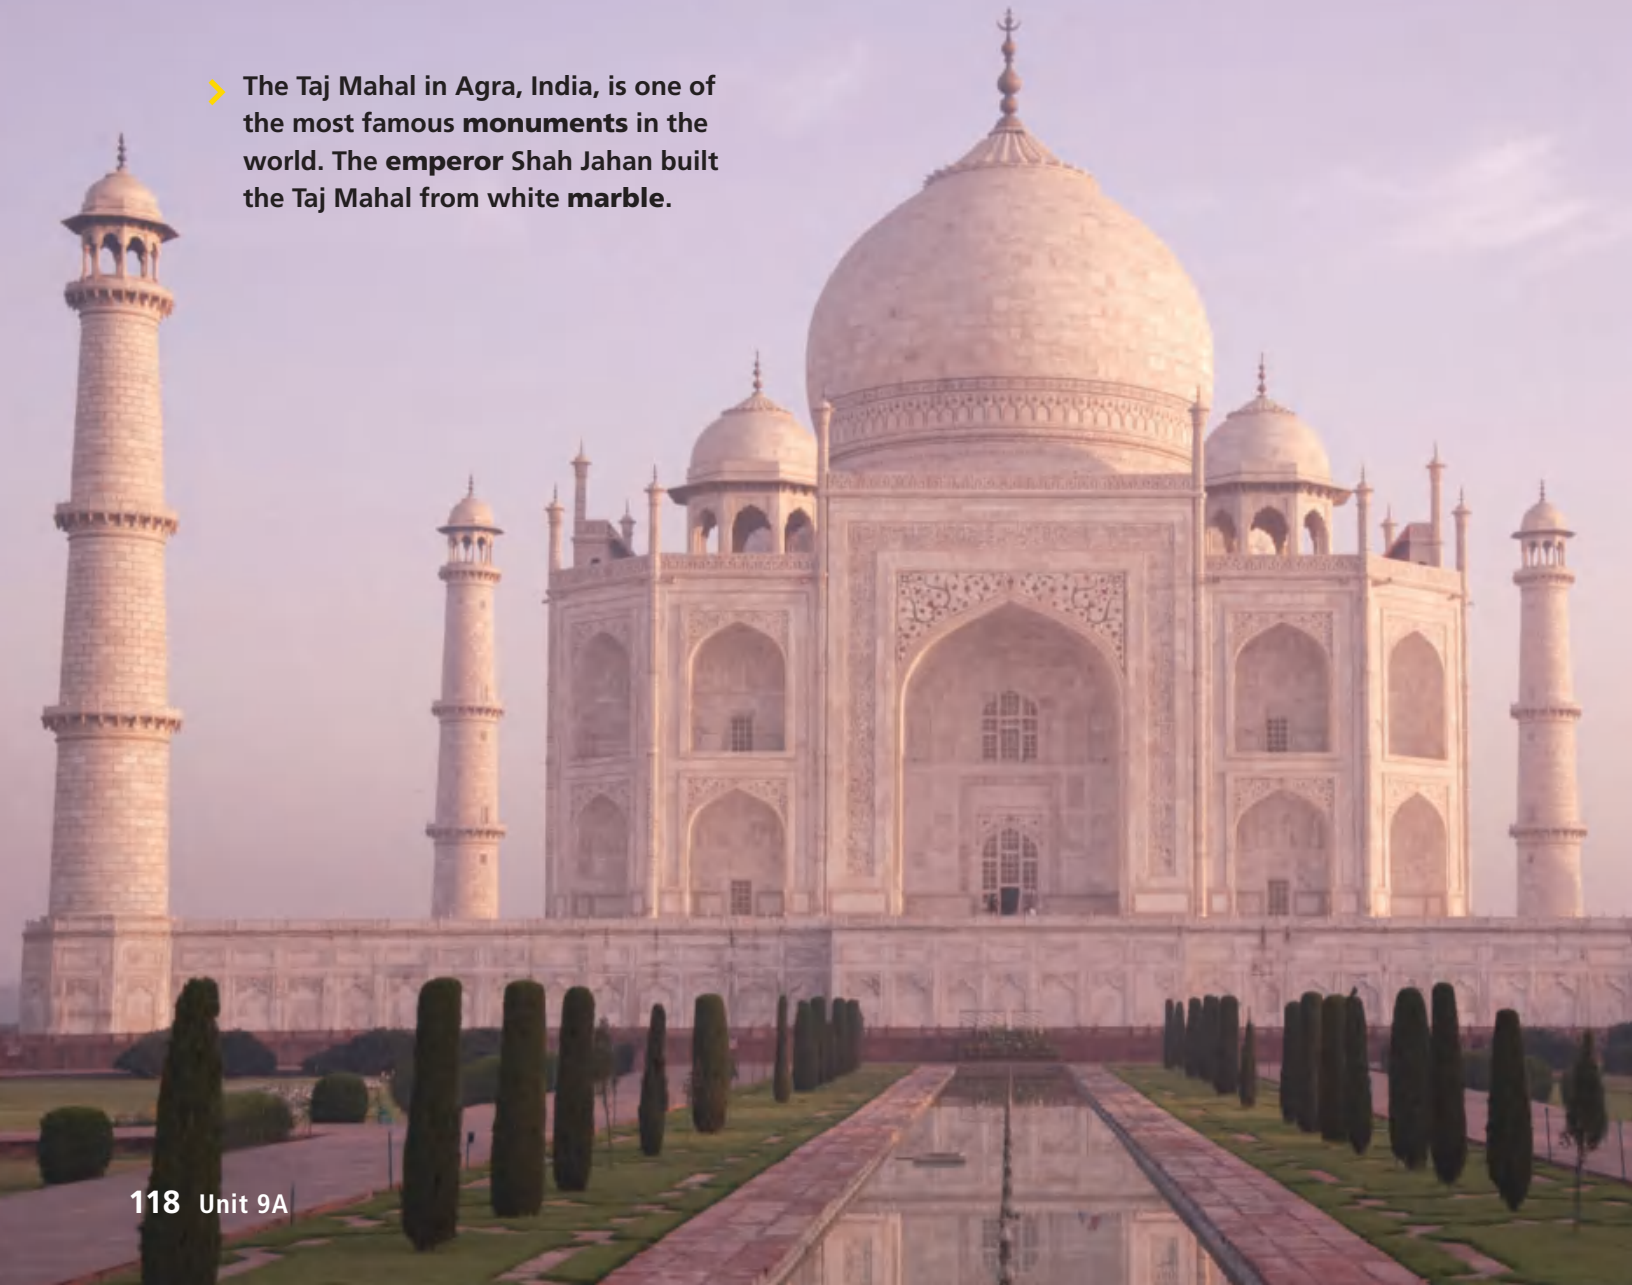 The Taj Mahal in Agra, India, is one of
the most famous monuments in the
world. The emperor Shah Jahan built
the Taj Mahal from white marble.
118 Unit 9A